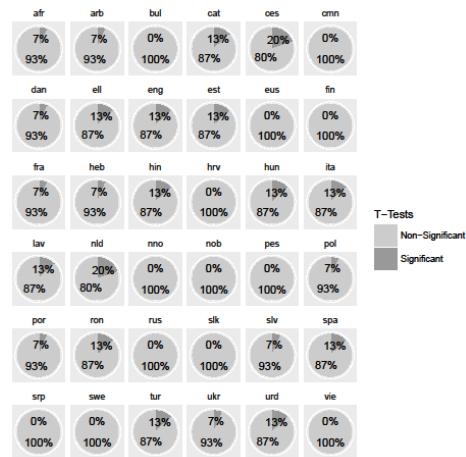 afr arb bul cat ces cmn
7% 7% 0% 13% 20% 0%
93% 93% 100% 87% 80% 100%
dan ell eng est eus fin
7% 13% 13% 13% 0% 0%
93% 87% 87% 87% 100% 100%
fra heb hin hrv hun ita
7% 7% 13% 0% 13% 13%
93% 93% 87% 100% 87% 87%
T-Tests
Non-Significant
Significant
lav nld nno nob pes pol
13% 20% 0% 0% 0% 7%
87% 80% 100% 100% 100% 93%
por ron rus slk slv spa
7% 13% 0% 0% 7% 13%
93% 87% 100% 100% 93% 87%
srp swe tur ukr urd vie
0% 0% 13% 7% 13% 0%
100% 100% 87% 93% 87% 100%